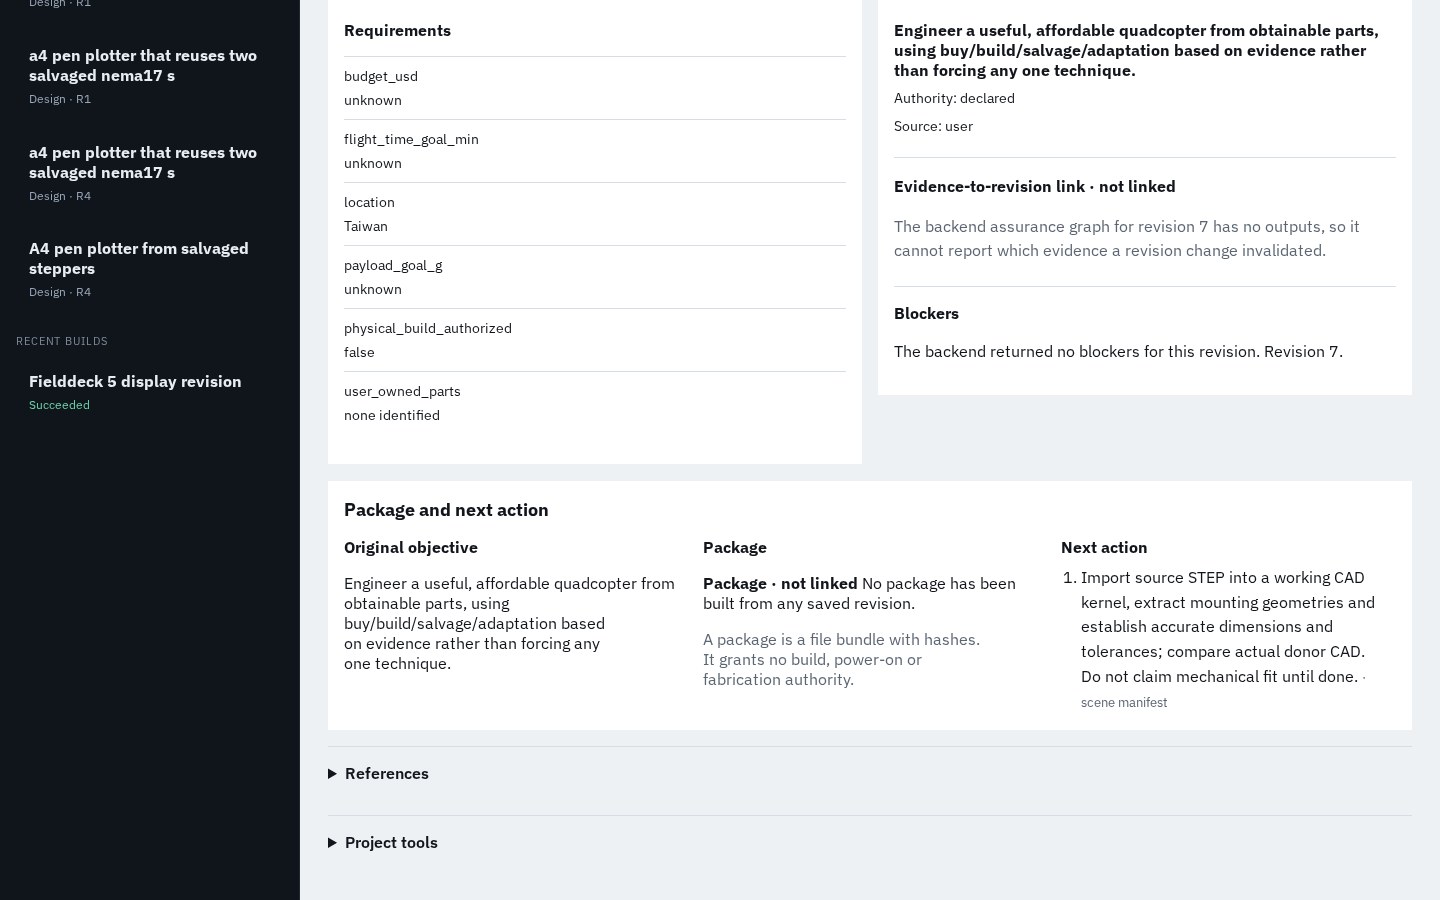 Design · R1
a4 pen plotter that reuses two
salvaged nema17 s
Design · R1
a4 pen plotter that reuses two
salvaged nema17 s
Design · R4
A4 pen plotter from salvaged
steppers
Design · R4
RECENT BUILDS
Fielddeck 5 display revision
Succeeded
Requirements
budget_usd
unknown
flight_time_goal_min
unknown
location
Taiwan
payload_goal_g
unknown
physical_build_authorized
false
user_owned_parts
none identified
Engineer a useful, affordable quadcopter from obtainable parts,
using buy/build/salvage/adaptation based on evidence rather
than forcing any one technique.
Authority: declared
Source: user
Evidence-to-revision link · not linked
The backend assurance graph for revision 7 has no outputs, so it
cannot report which evidence a revision change invalidated.
Blockers
The backend returned no blockers for this revision. Revision 7.
Package and next action
Original objective
Engineer a useful, affordable quadcopter from
obtainable parts, using
buy/build/salvage/adaptation based
on evidence rather than forcing any
one technique.
Package
Package · not linked No package has been
built from any saved revision.
A package is a file bundle with hashes.
It grants no build, power-on or
fabrication authority.
Next action
1. Import source STEP into a working CAD
kernel, extract mounting geometries and
establish accurate dimensions and
tolerances; compare actual donor CAD.
Do not claim mechanical fit until done. ·
scene manifest
References
Project tools